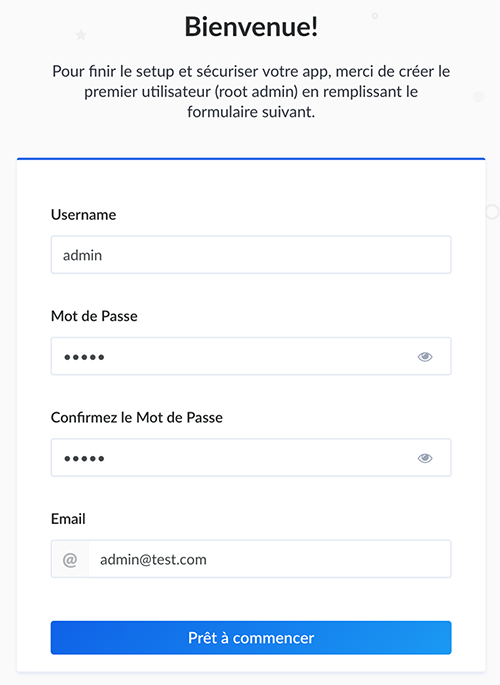 Bienvenue!
Pour finir le setup et sécuriser votre app, merci de créer le
premier utilisateur (root admin) en remplissant le
formulaire suivant.
Username
admin
Mot de Passe
•••••
Confirmez le Mot de Passe
•••••
Email
@ admin@test.com
Prêt à commencer